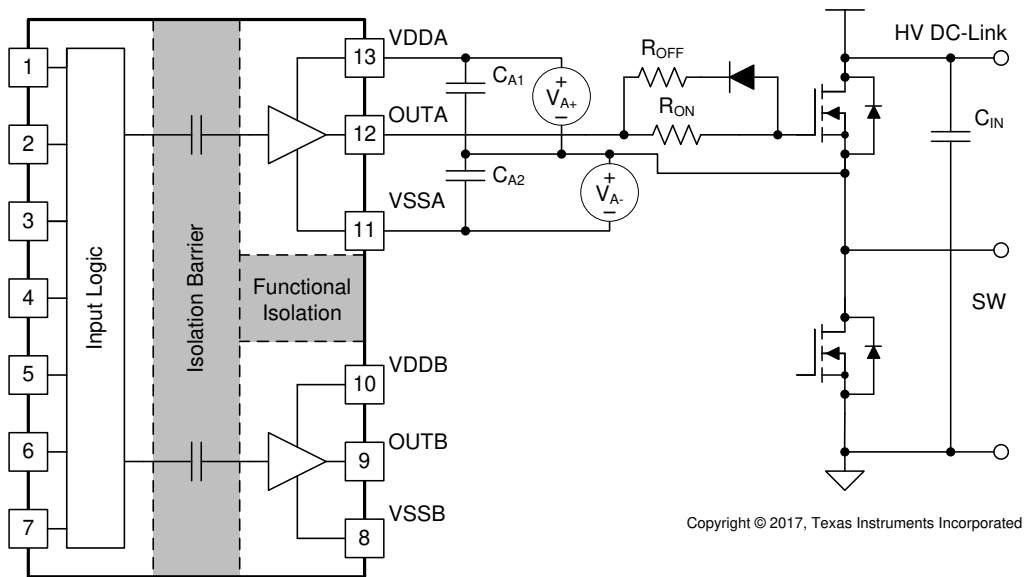 1
2
3
4
5
6
7
Input Logic
Isolation Barrier
Functional
Isolation
VDDA
13
OUTA
12
VSSA
11
VDDB
10
OUTB
9
VSSB
8
CA1
CA2
+
VA+
–
+
VA-
–
ROFF
RON
HV DC-Link
CIN
SW
Copyright © 2017, Texas Instruments Incorporated